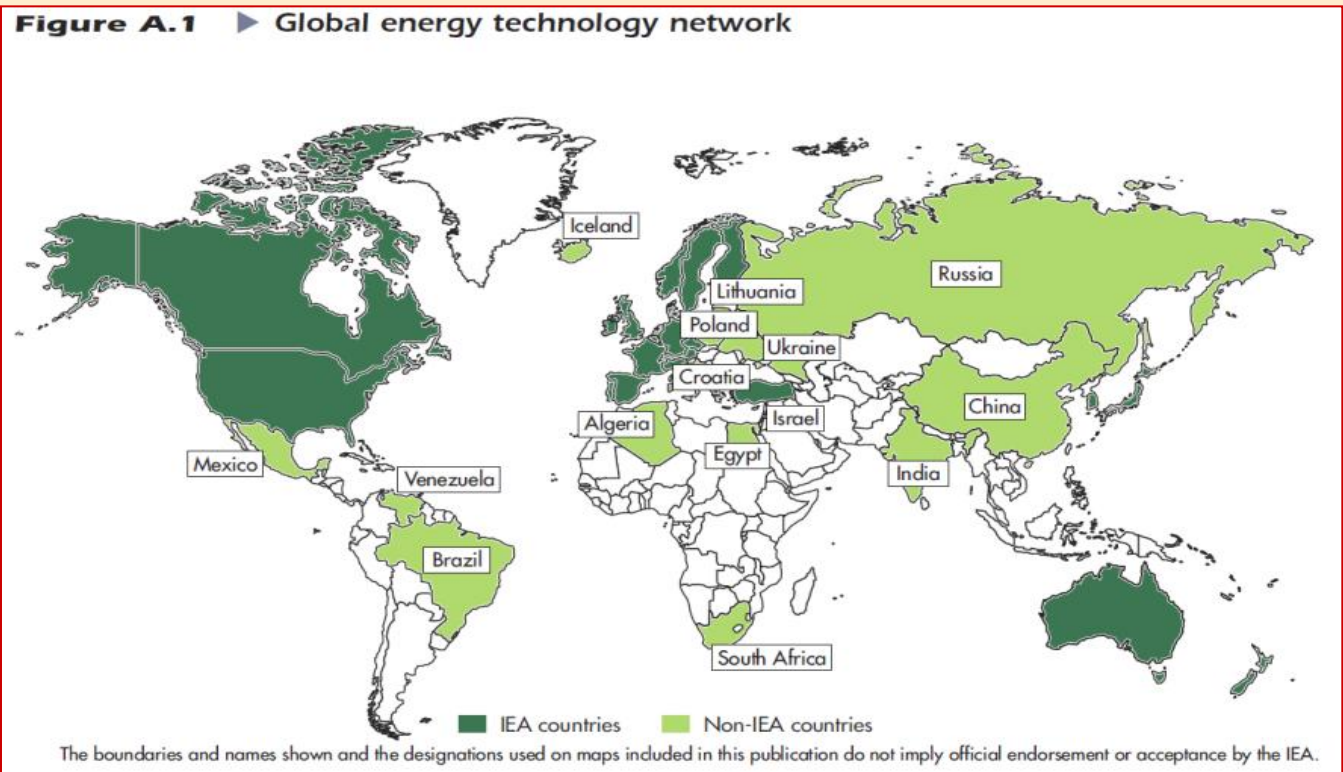 Figure A.1 ▶ Global energy technology network
Iceland
Russia
Lithuania
Poland
Ukraine
Croatia
China
Algeria
Israel
Egypt
India
Mexico
Venezuela
Brazil
South Africa
IEA countries
Non-IEA countries
The boundaries and names shown and the designations used on maps included in this publication do not imply official endorsement or acceptance by the IEA.